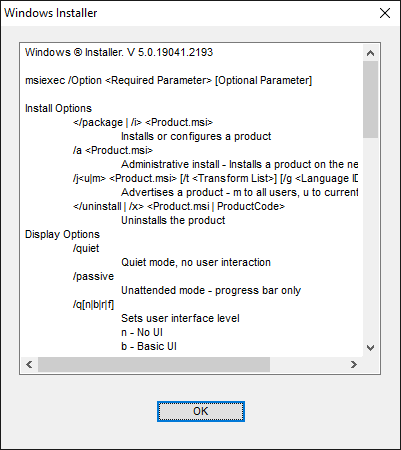 Windows Installer
Windows ® Installer. V 5.0.19041.2193
msiexec /Option <Required Parameter> [Optional Parameter]
Install Options
</package | /i> <Product.msi>
Installs or configures a product
/a <Product.msi>
Administrative install - Installs a product on the ne
/j<u|m> <Product.msi> [/t <Transform List>] [/g <Language ID
Advertises a product - m to all users, u to current
</uninstall | /x> <Product.msi | ProductCode>
Uninstalls the product
Display Options
/quiet
Quiet mode, no user interaction
/passive
Unattended mode - progress bar only
/q[n|b|r|f]
Sets user interface level
n - No UI
b - Basic UI
OK